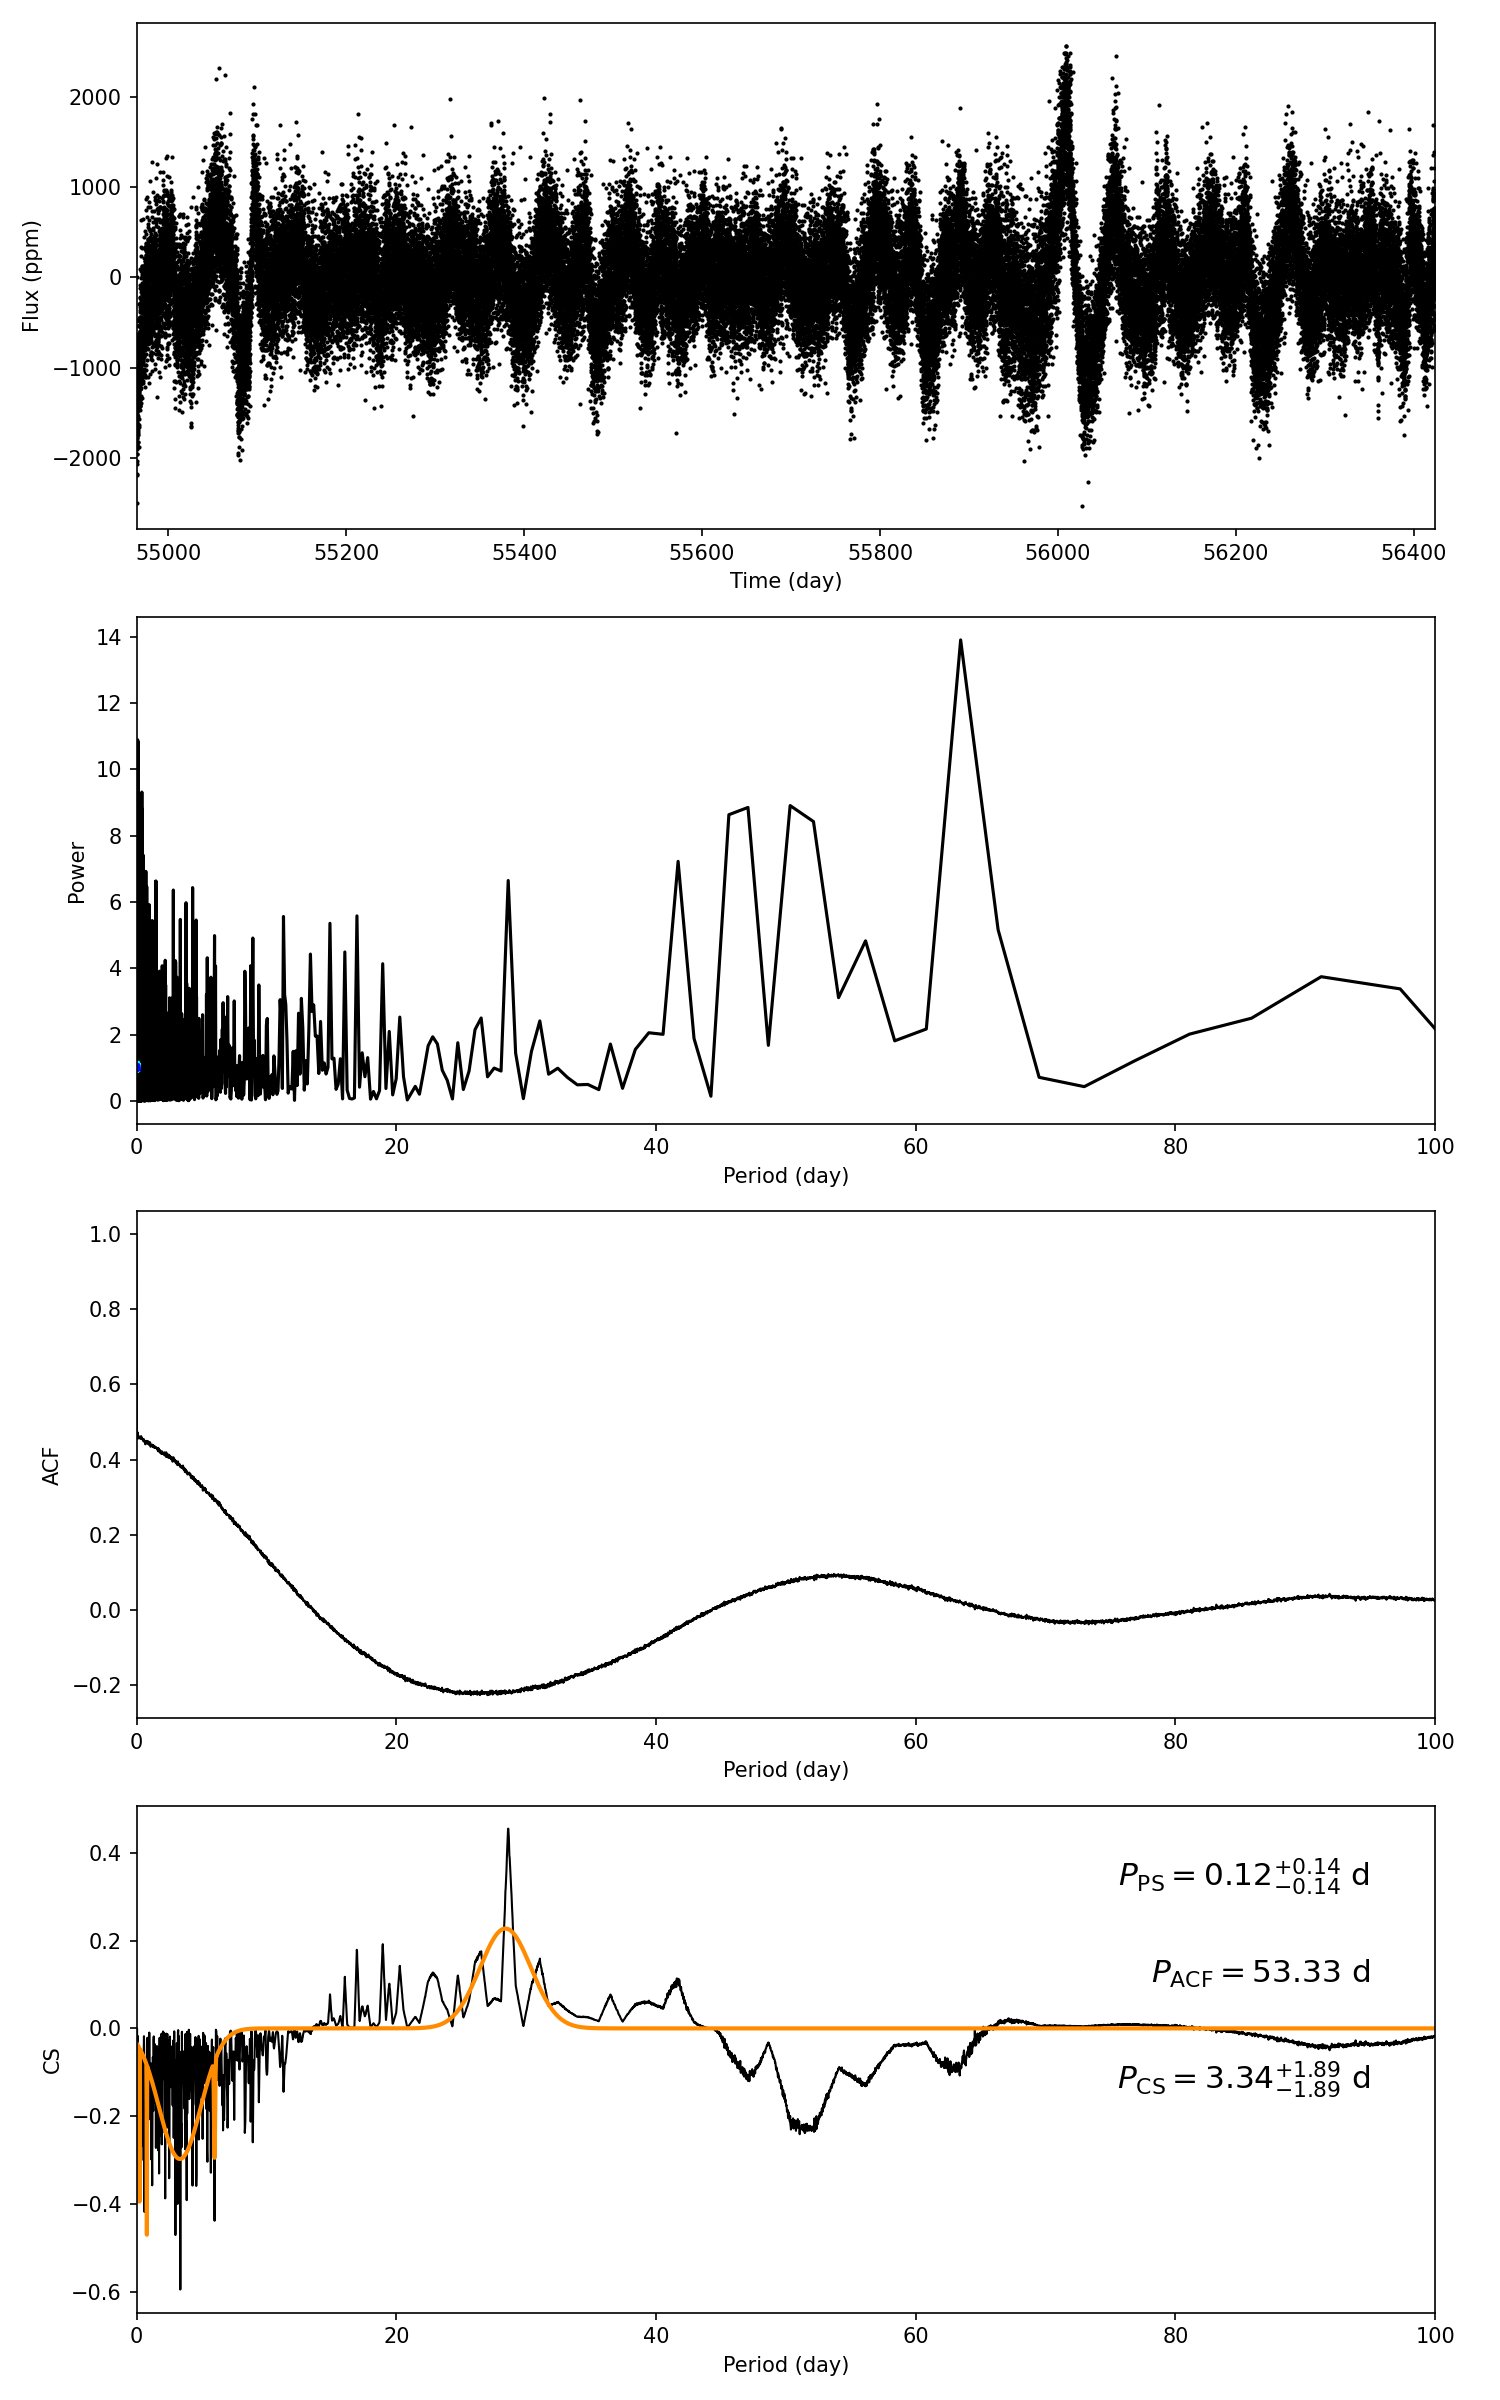 2000
1000
0
−1000
−2000
Flux (ppm)
55000 55200 55400 55600 55800 56000 56200 56400
Time (day)
14
12
10
8
6
4
2
0
Power
0 20 40 60 80 100
Period (day)
1.0
0.8
0.6
0.4
0.2
0.0
−0.2
ACF
0 20 40 60 80 100
Period (day)
0.4
0.2
0.0
−0.2
−0.4
−0.6
CS
P_PS = 0.12^{+0.14}_{−0.14} d
P_ACF = 53.33 d
P_CS = 3.34^{+1.89}_{−1.89} d
0 20 40 60 80 100
Period (day)